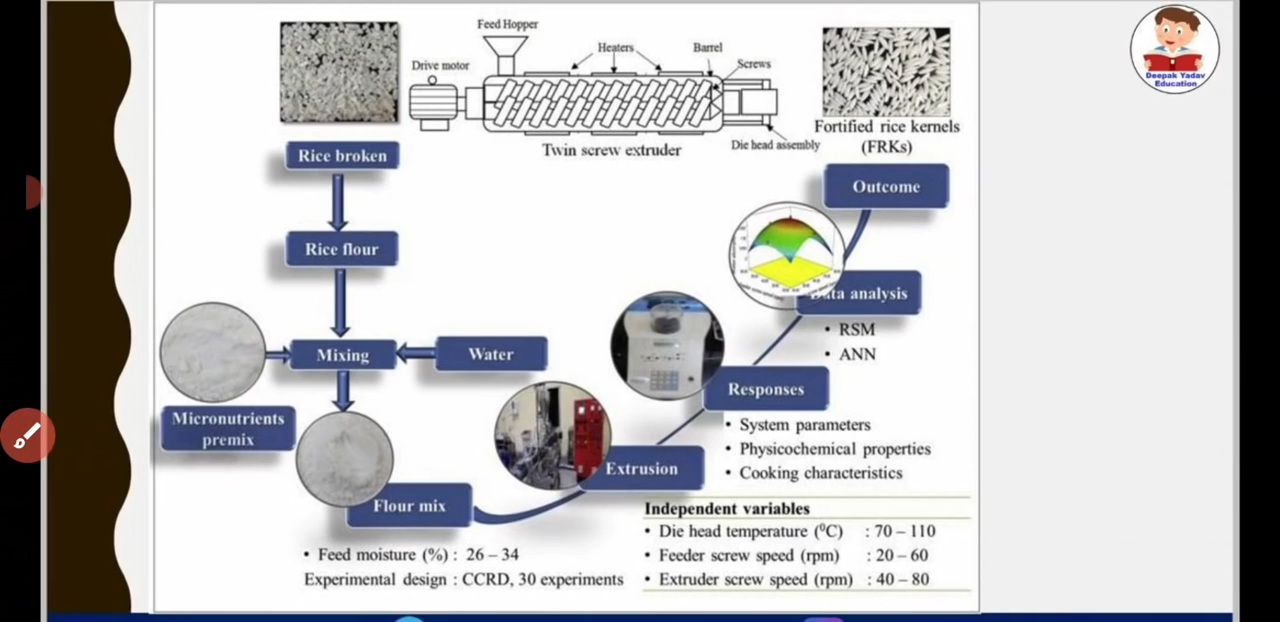 Feed Hopper
Heaters
Barrel
Drive motor
Screws
Deepak Yadav
Education
Die head assembly
Twin screw extruder
Fortified rice kernels
(FRKs)
Rice broken
Outcome
Rice flour
Data analysis
• RSM
• ANN
Mixing
Water
Responses
• System parameters
• Physicochemical properties
• Cooking characteristics
Micronutrients
premix
Extrusion
Flour mix
Independent variables
• Die head temperature (⁰C) : 70 – 110
• Feeder screw speed (rpm) : 20 – 60
• Extruder screw speed (rpm) : 40 – 80
• Feed moisture (%) : 26 – 34
Experimental design : CCRD, 30 experiments